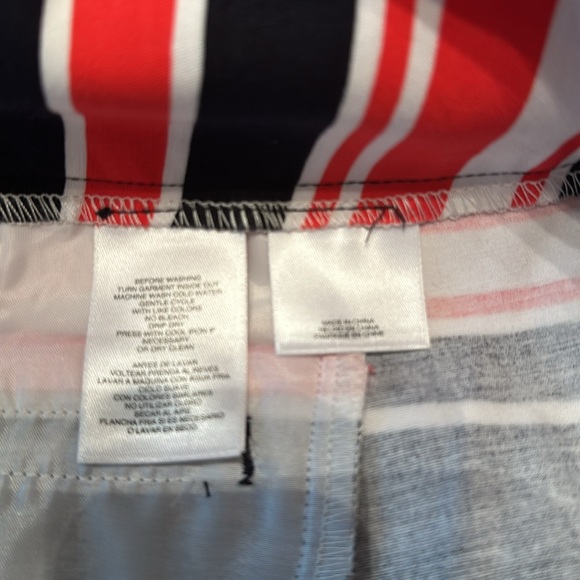 BEFORE WASHING
TURN GARMENT INSIDE OUT
MACHINE WASH COLD WATER
GENTLE CYCLE
WITH LIKE COLORS
NO BLEACH
DRIP DRY
PRESS WITH COOL IRON IF
NECESSARY
OR DRY CLEAN
ANTES DE LAVAR
VOLTEAR PRENDA AL REVES
LAVAR A MAQUINA CON AGUA FRIA
CICLO SUAVE
CON COLORES SIMILARES
NO UTILIZAR CLORO
SECAR AL AIRE
PLANCHA FRIA SI ES NECESARIO
O LAVAR EN SECO
MADE IN CHINA
HECHO EN CHINA